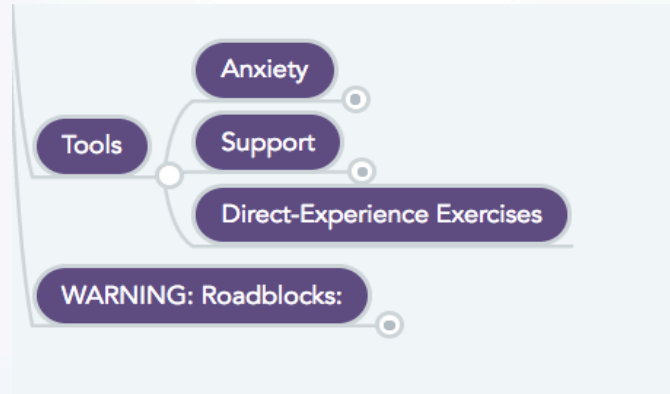 Anxiety
Tools
Support
Direct-Experience Exercises
WARNING: Roadblocks: